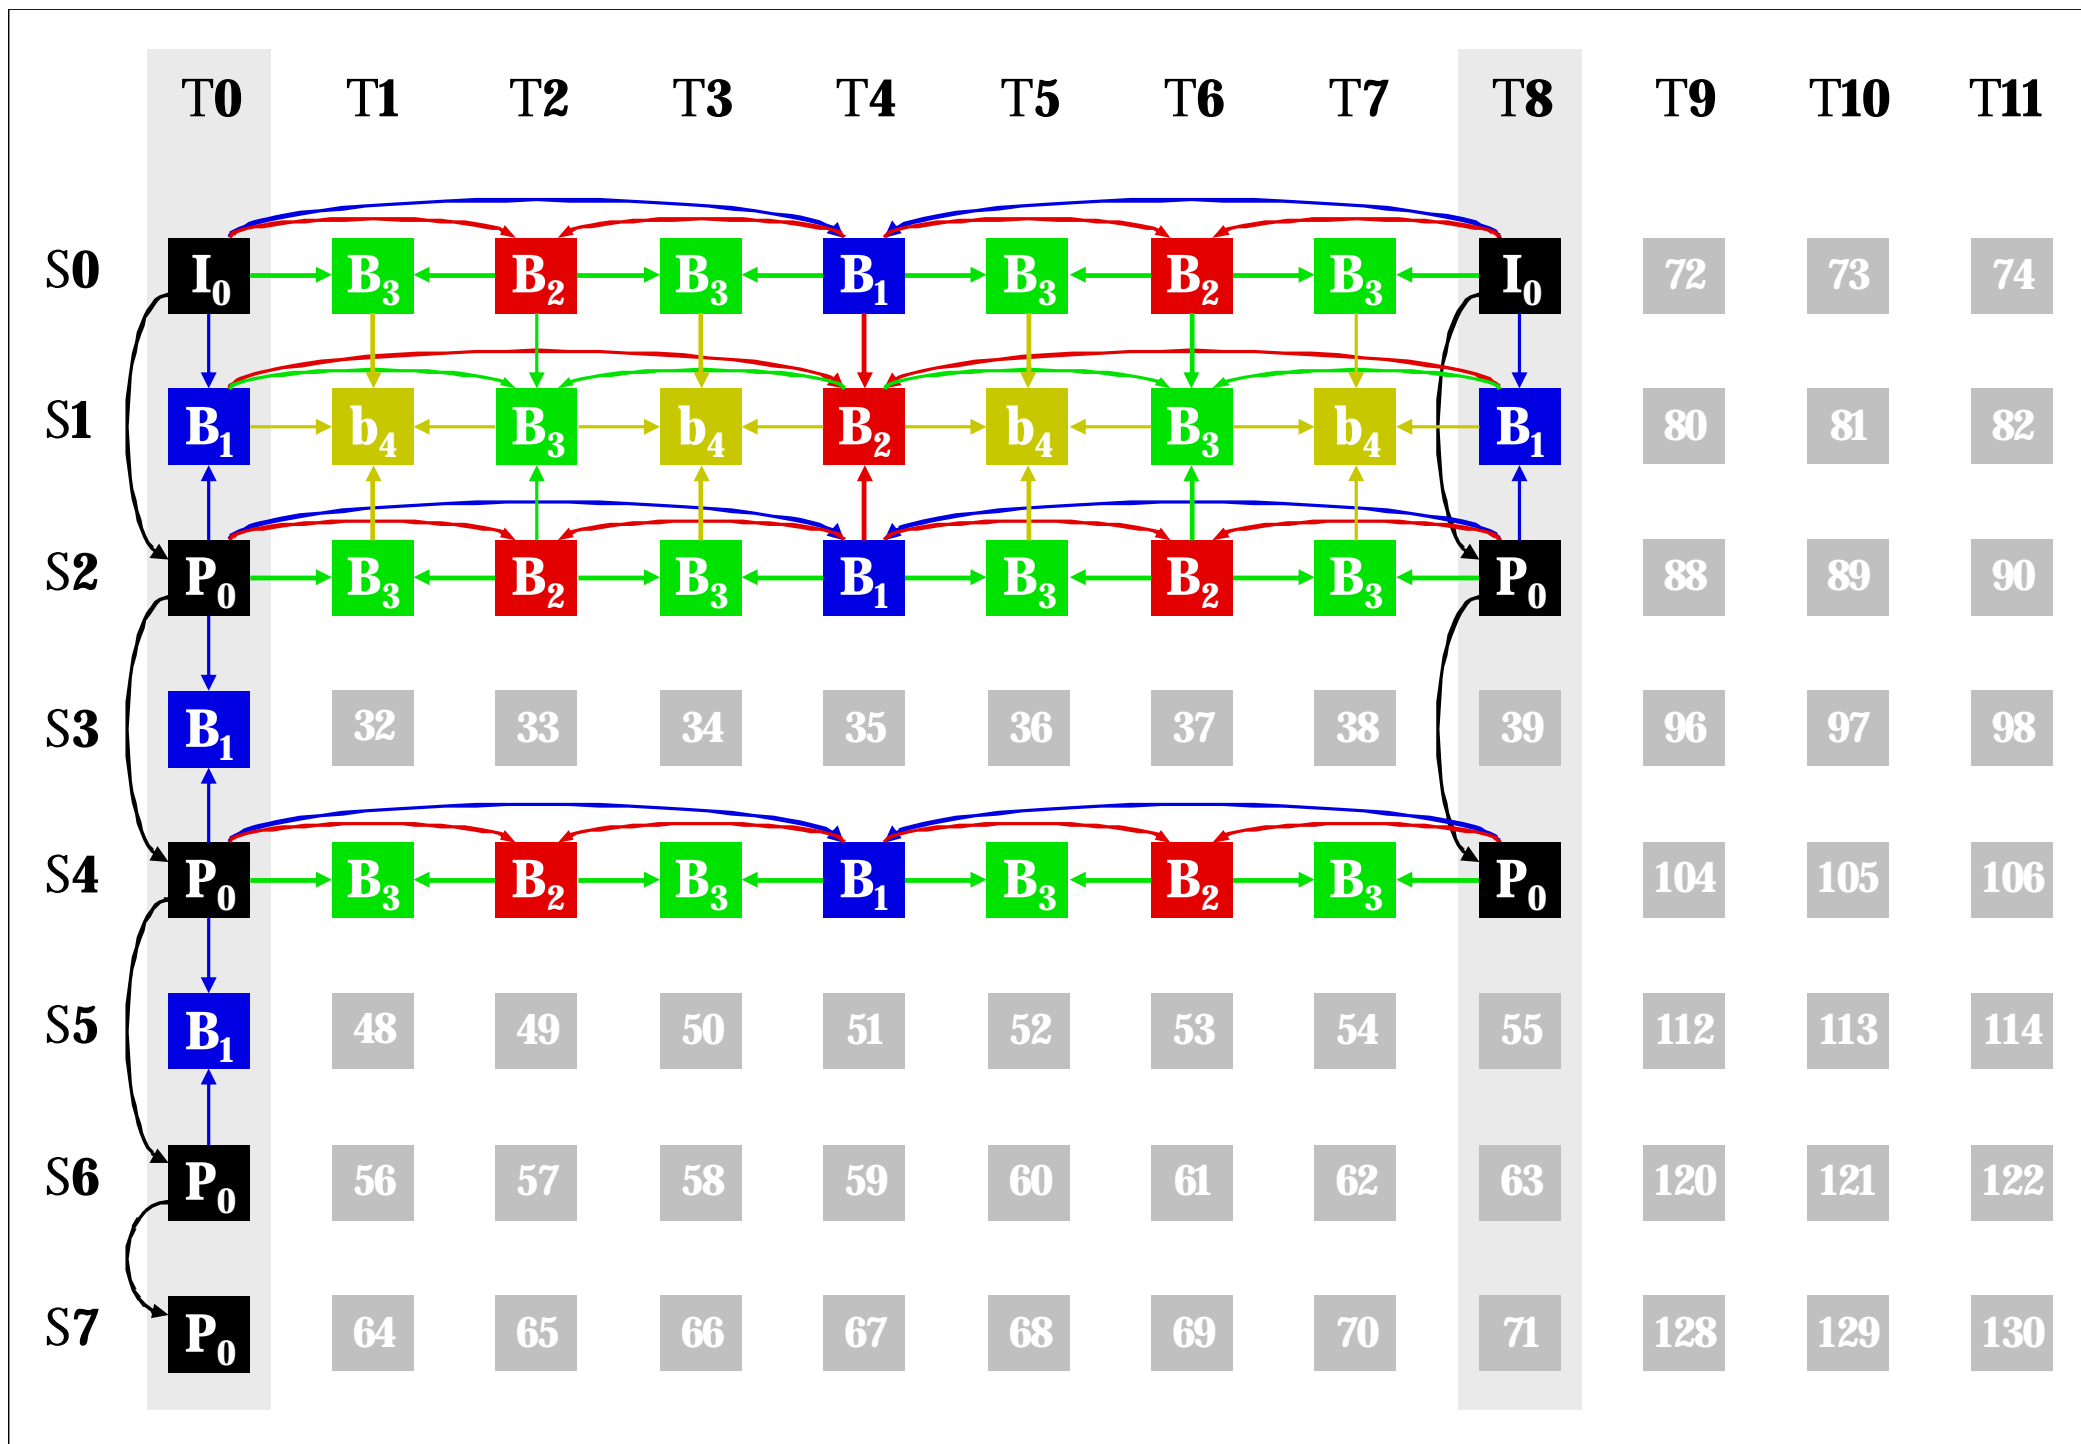 T0 T1 T2 T3 T4 T5 T6 T7 T8 T9 T10 T11
S0 I0 B3 B2 B3 B1 B3 B2 B3 I0 72 73 74
S1 B1 b4 B3 b4 B2 b4 B3 b4 B1 80 81 82
S2 P0 B3 B2 B3 B1 B3 B2 B3 P0 88 89 90
S3 B1 32 33 34 35 36 37 38 39 96 97 98
S4 P0 B3 B2 B3 B1 B3 B2 B3 P0 104 105 106
S5 B1 48 49 50 51 52 53 54 55 112 113 114
S6 P0 56 57 58 59 60 61 62 63 120 121 122
S7 P0 64 65 66 67 68 69 70 71 128 129 130